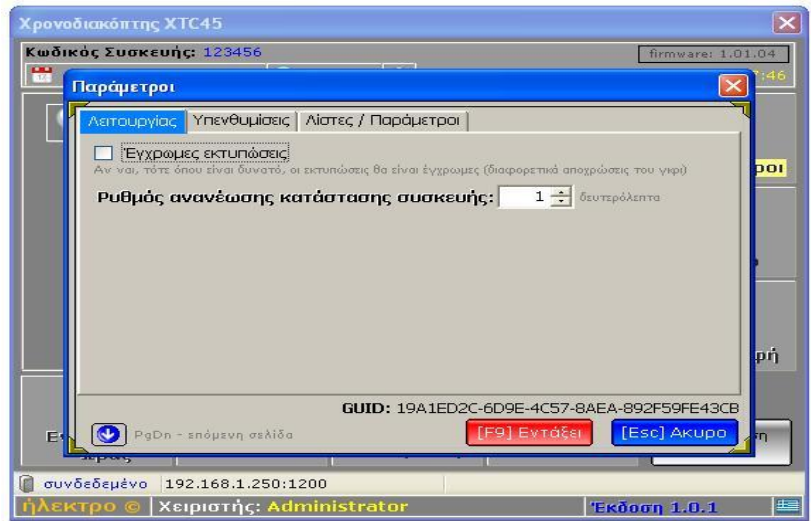 Χρονοδιακόπτης XTC45
Κωδικός Συσκευής: 123456
firmware: 1.01.04
:46
Παράμετροι
Λειτουργίας Υπενθυμίσεις Λίστες / Παράμετροι
Έγχρωμες εκτυπώσεις
Αν ναι, τότε όπου είναι δυνατό, οι εκτυπώσεις θα είναι έγχρωμες (διαφορετικά αποχρώσεις του γκρι)
ροι
Ρυθμός ανανέωσης κατάστασης συσκευής: 1 δευτερόλεπτα
ρή
GUID: 19A1ED2C-6D9E-4C57-8AEA-892F59FE43CB
PgDn - επόμενη σελίδα
[F9] Εντάξει
[Esc] Ακυρο
συνδεδεμένο 192.168.1.250:1200
ήλεκτρο © Χειριστής: Administrator Έκδοση 1.0.1